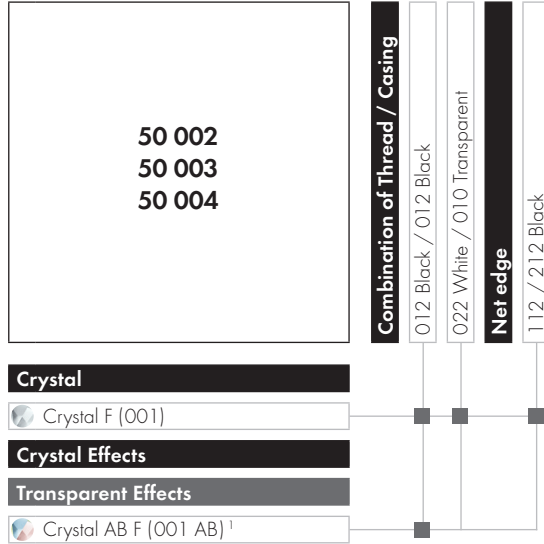 50 002
50 003
50 004
Combination of Thread / Casing
012 Black / 012 Black
022 White / 010 Transparent
Net edge
112 / 212 Black
Crystal
Crystal F (001)
Crystal Effects
Transparent Effects
Crystal AB F (001 AB) 1